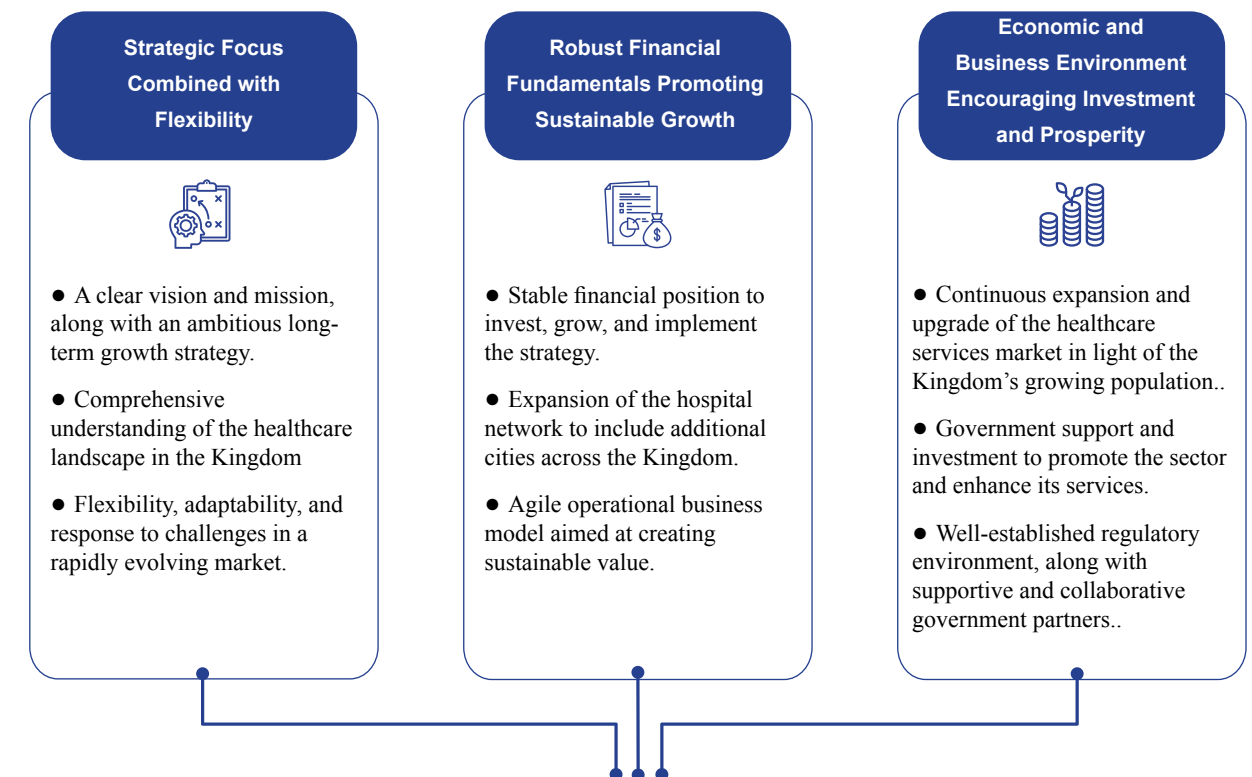 Strategic Focus
Combined with
Flexibility
● A clear vision and mission,
along with an ambitious long-
term growth strategy.
● Comprehensive
understanding of the healthcare
landscape in the Kingdom
● Flexibility, adaptability, and
response to challenges in a
rapidly evolving market.
Robust Financial
Fundamentals Promoting
Sustainable Growth
$
● Stable financial position to
invest, grow, and implement
the strategy.
● Expansion of the hospital
network to include additional
cities across the Kingdom.
● Agile operational business
model aimed at creating
sustainable value.
Economic and
Business Environment
Encouraging Investment
and Prosperity
● Continuous expansion and
upgrade of the healthcare
services market in light of the
Kingdom’s growing population..
● Government support and
investment to promote the sector
and enhance its services.
● Well-established regulatory
environment, along with
supportive and collaborative
government partners..